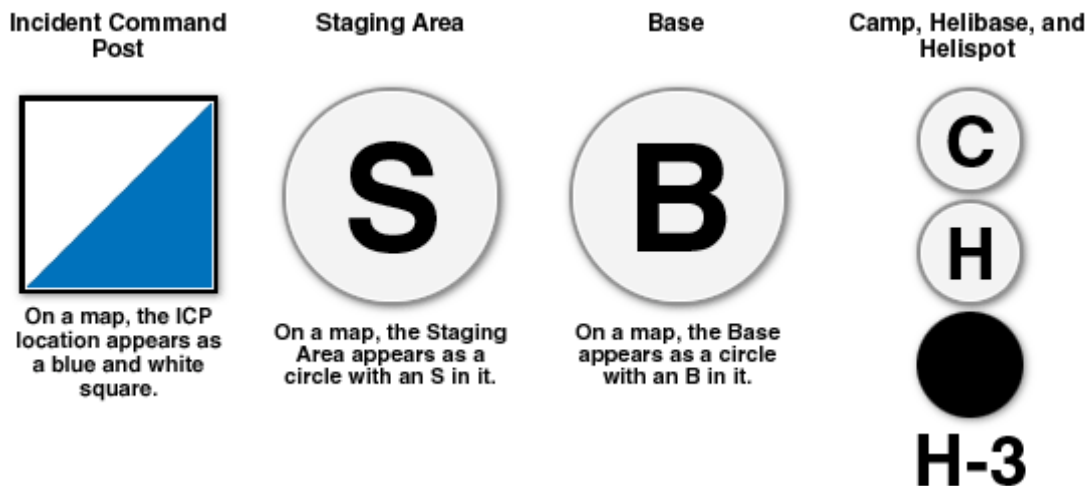 Incident Command
Post
On a map, the ICP
location appears as
a blue and white
square.
Staging Area
S
On a map, the Staging
Area appears as a
circle with an S in it.
Base
B
On a map, the Base
appears as a circle
with an B in it.
Camp, Helibase, and
Helispot
C
H
H-3